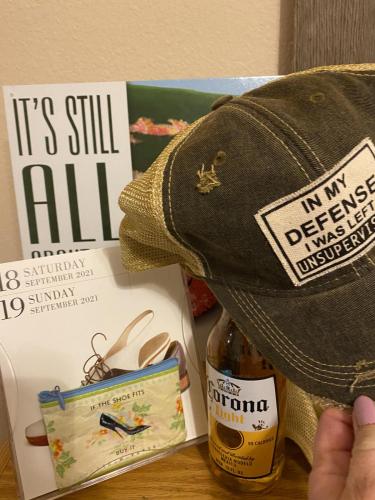 IT'S STILL
ALL
18 SATURDAY
SEPTEMBER 2021
19 SUNDAY
SEPTEMBER 2021
IF THE SHOE FITS
BUY IT
IN MY
DEFENSE
I WAS LEFT
UNSUPERVIS
Corona
Light